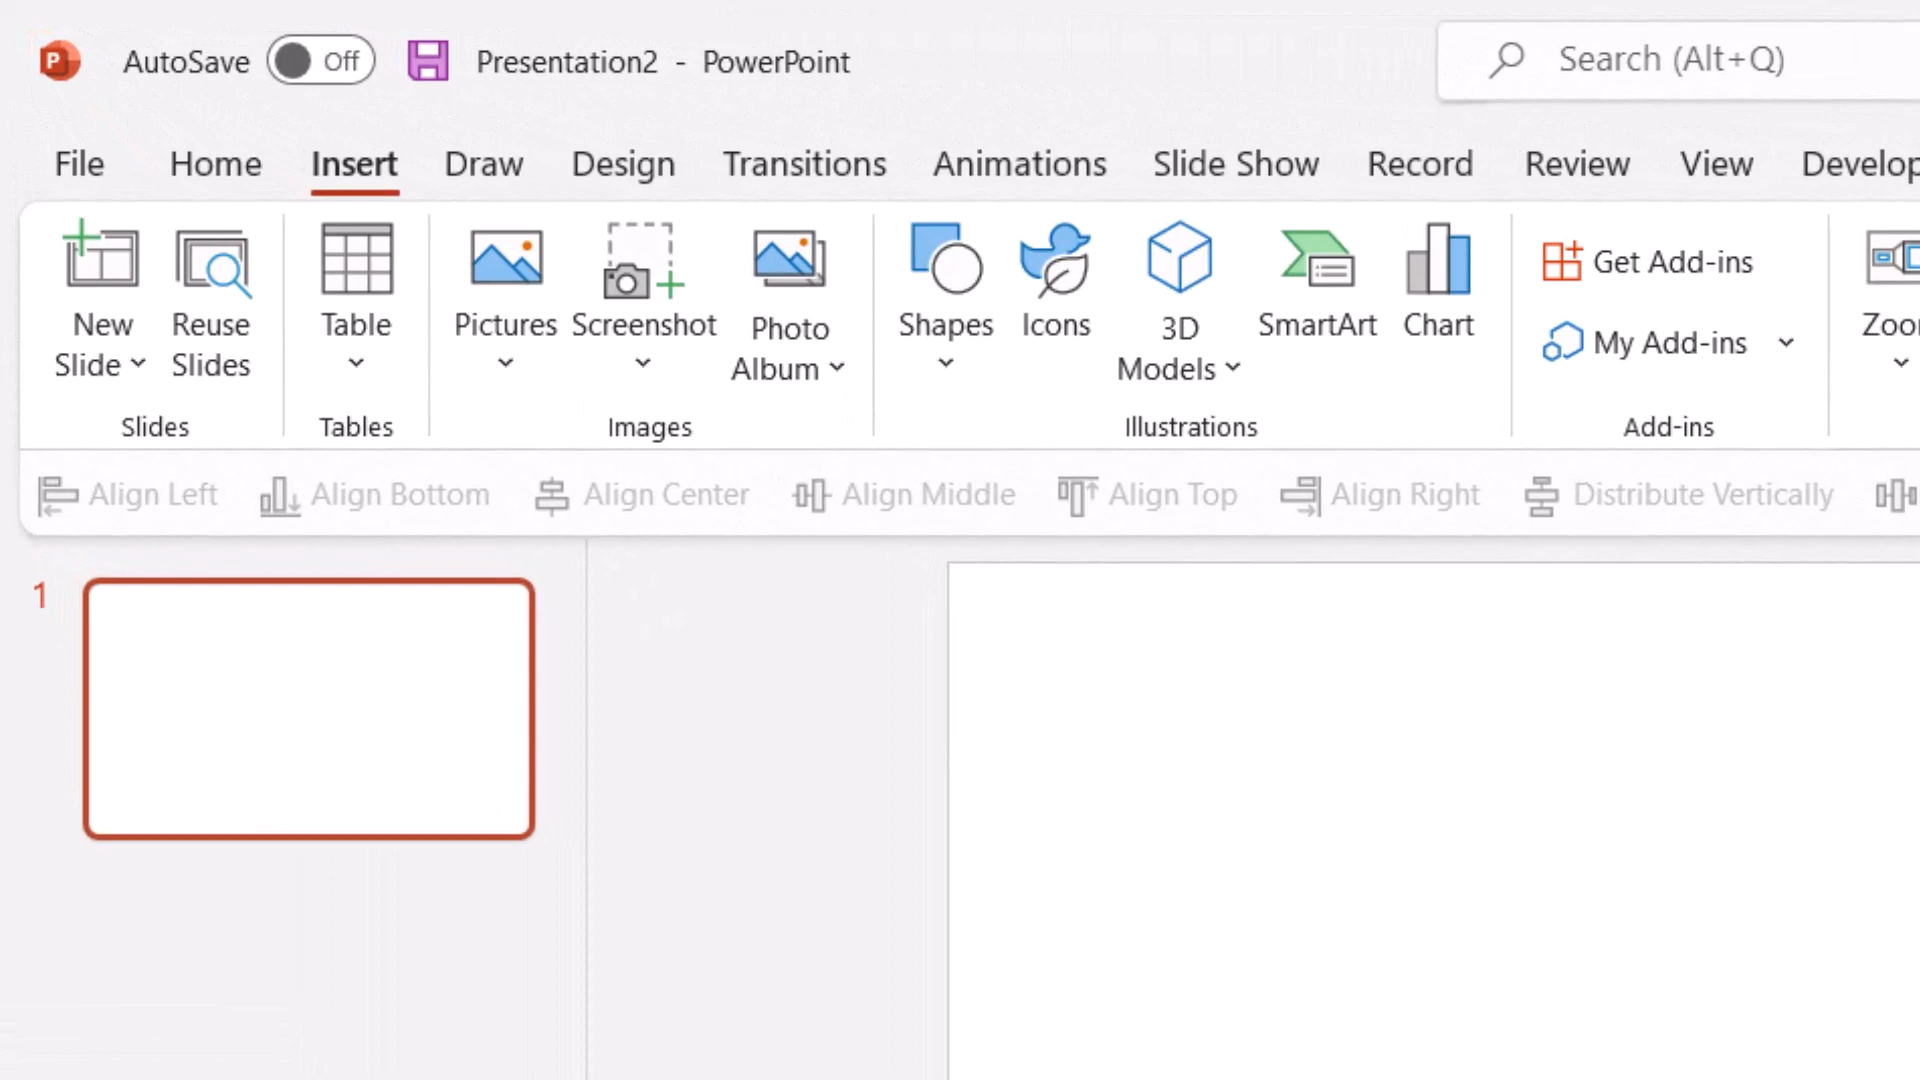 AutoSave Off Presentation2 - PowerPoint Search (Alt+Q)
File Home Insert Draw Design Transitions Animations Slide Show Record Review View Develop
New Slide
Reuse Slides
Table
Pictures
Screenshot
Photo Album
Shapes
Icons
3D Models
SmartArt
Chart
Get Add-ins
My Add-ins
Zoo
Slides Tables Images Illustrations Add-ins
Align Left Align Bottom Align Center Align Middle Align Top Align Right Distribute Vertically
1